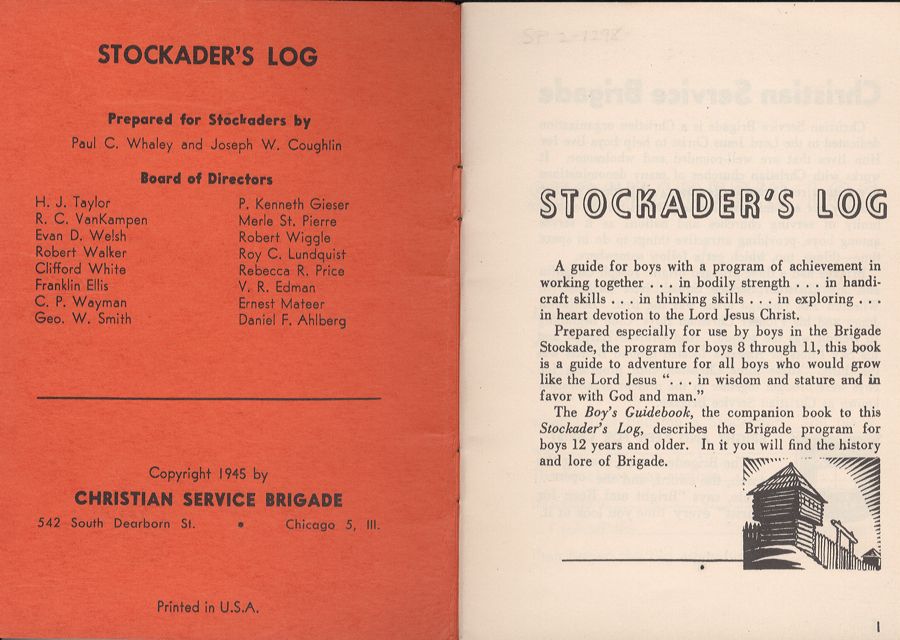 STOCKADER'S LOG
Prepared for Stockaders by
Paul C. Whaley and Joseph W. Coughlin
Board of Directors
H. J. Taylor
R. C. VanKampen
Evan D. Welsh
Robert Walker
Clifford White
Franklin Ellis
C. P. Wayman
Geo. W. Smith
P. Kenneth Gieser
Merle St. Pierre
Robert Wiggle
Roy C. Lundquist
Rebecca R. Price
V. R. Edman
Ernest Mateer
Daniel F. Ahlberg
Copyright 1945 by
CHRISTIAN SERVICE BRIGADE
542 South Dearborn St. • Chicago 5, Ill.
Printed in U.S.A.
STOCKADER'S LOG
A guide for boys with a program of achievement in
working together . . . in bodily strength . . . in handi-
craft skills . . . in thinking skills . . . in exploring . . .
in heart devotion to the Lord Jesus Christ.
Prepared especially for use by boys in the Brigade
Stockade, the program for boys 8 through 11, this book
is a guide to adventure for all boys who would grow
like the Lord Jesus ". . . in wisdom and stature and in
favor with God and man."
The Boy's Guidebook, the companion book to this
Stockader's Log, describes the Brigade program for
boys 12 years and older. In it you will find the history
and lore of Brigade.
1